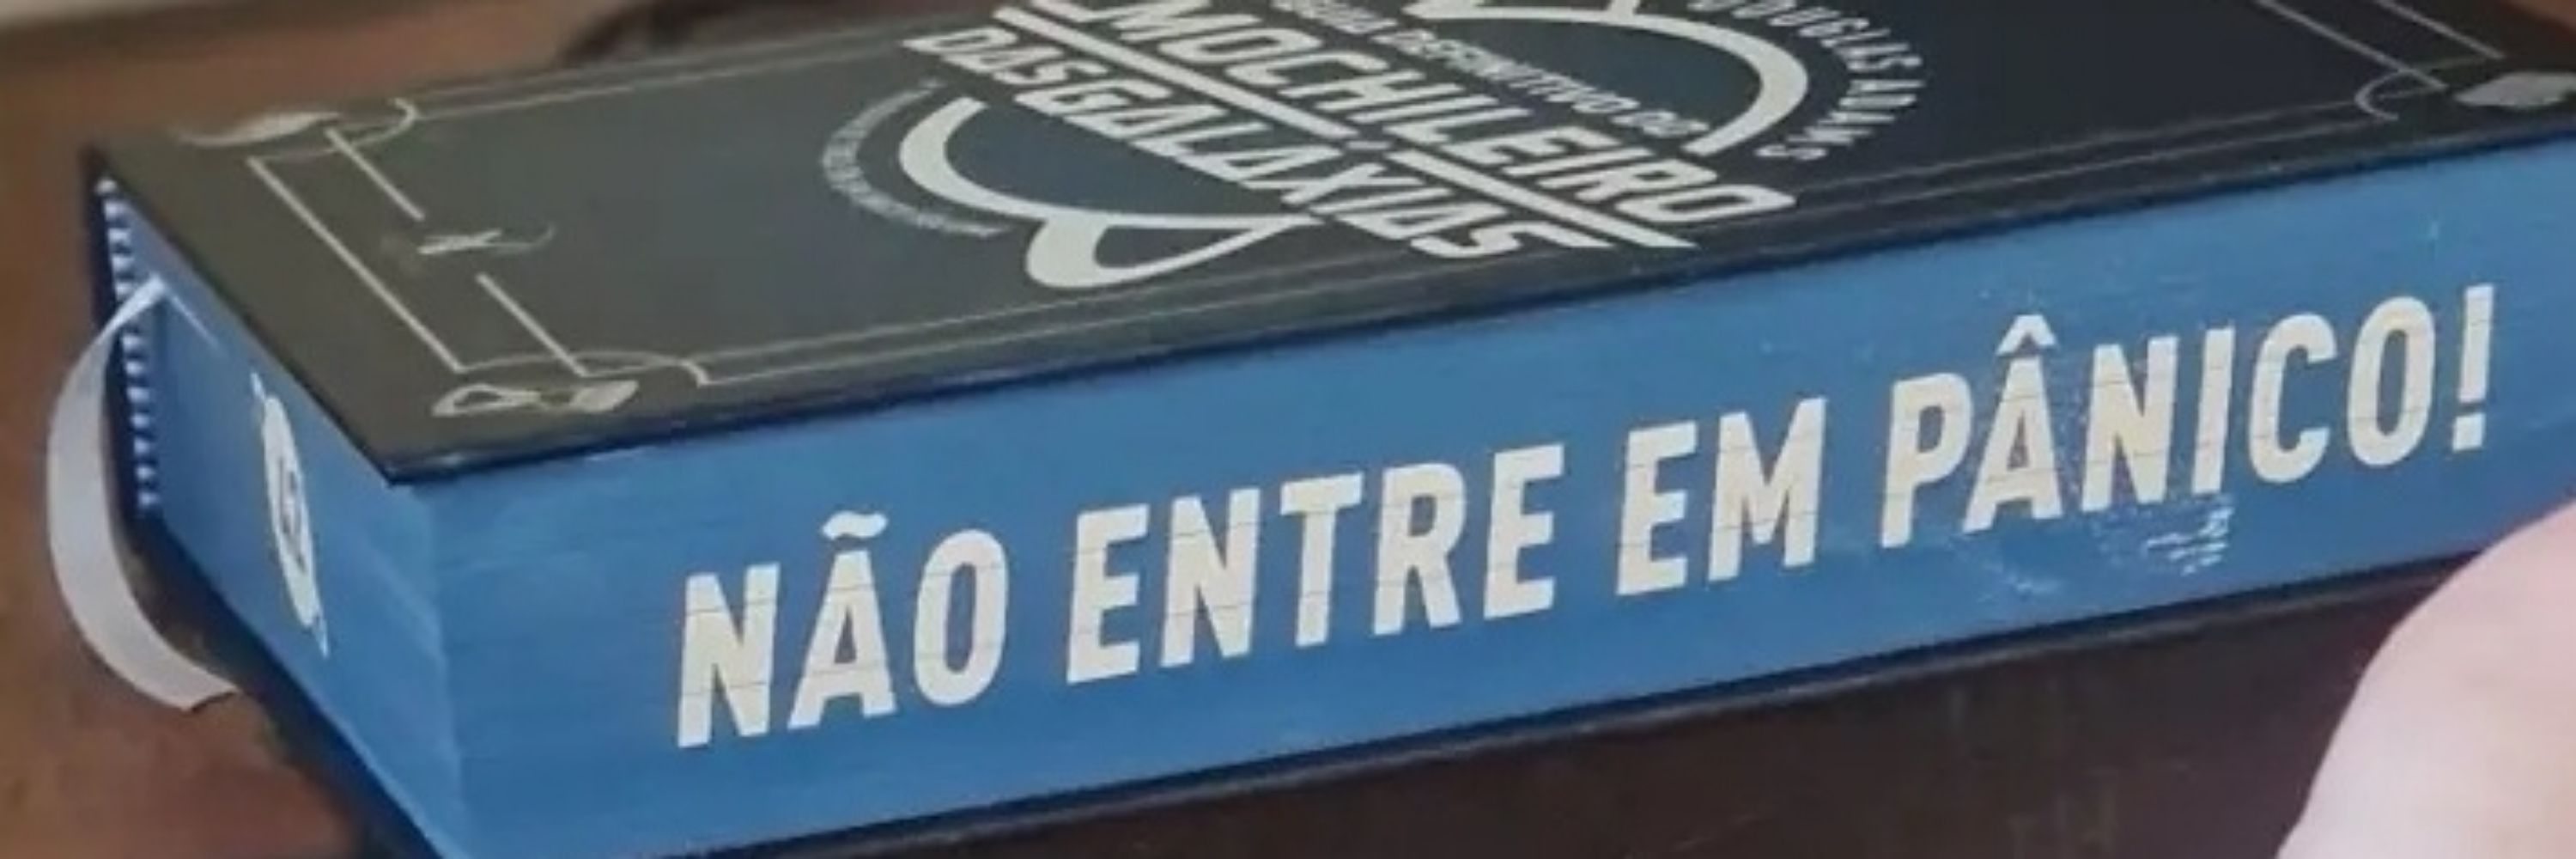 DOUGLAS ADAMS
GUIA DEFINITIVO DO
MOCHILEIRO
DAS GALÁXIAS
NÃO ENTRE EM PÂNICO!